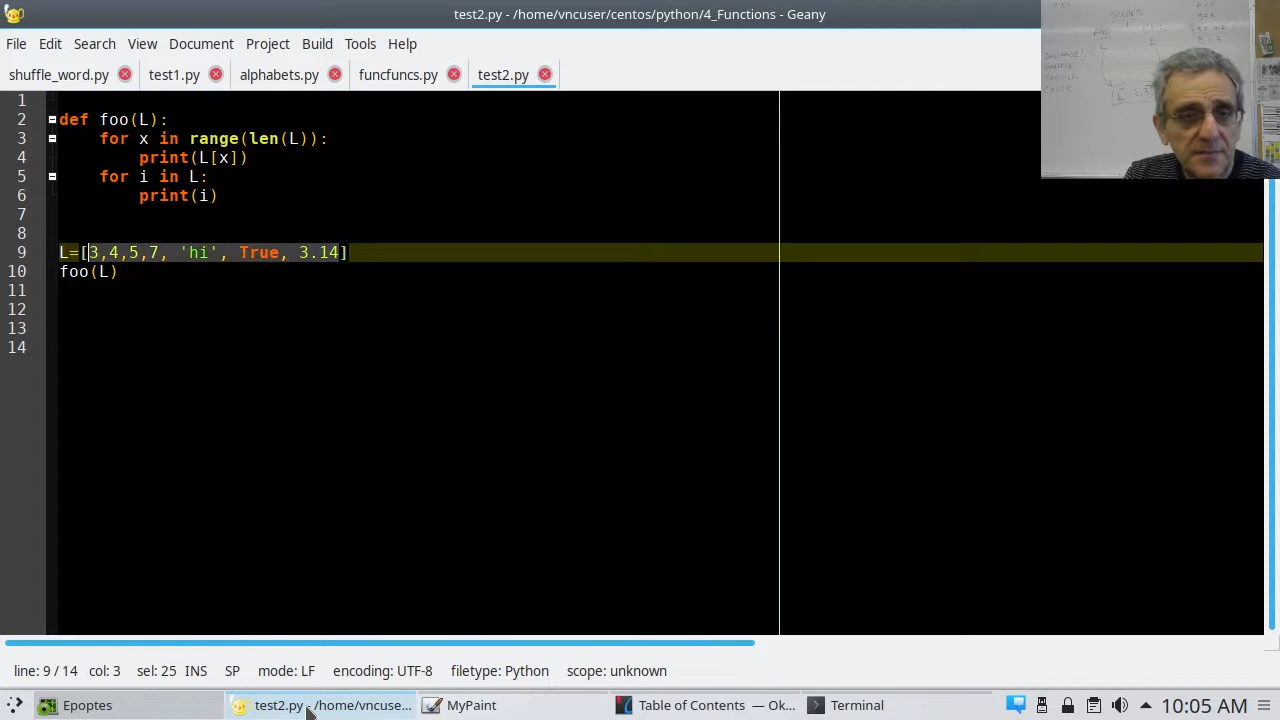 test2.py - /home/vncuser/centos/python/4_Functions - Geany
File Edit Search View Document Project Build Tools Help
shuffle_word.py test1.py alphabets.py funcfuncs.py test2.py
1
2 def foo(L):
3     for x in range(len(L)):
4         print(L[x])
5     for i in L:
6         print(i)
7
8
9 L=[3,4,5,7, 'hi', True, 3.14]
10 foo(L)
11
12
13
14
line: 9 / 14 col: 3 sel: 25 INS SP mode: LF encoding: UTF-8 filetype: Python scope: unknown
Epoptes test2.py - /home/vncuse... MyPaint Table of Contents — Ok... Terminal 10:05 AM